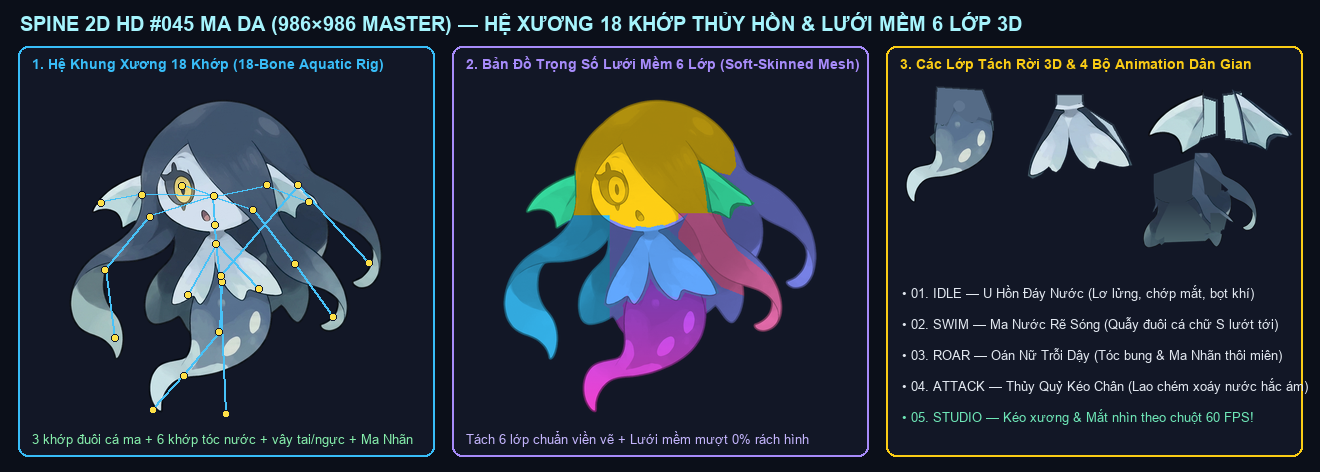 SPINE 2D HD #045 MA DA (986×986 MASTER) — HỆ XƯƠNG 18 KHỚP THỦY HỒN & LƯỚI MỀM 6 LỚP 3D
1. Hệ Khung Xương 18 Khớp (18-Bone Aquatic Rig)
3 khớp đuôi cá ma + 6 khớp tóc nước + vây tai/ngực + Ma Nhãn
2. Bản Đồ Trọng Số Lưới Mềm 6 Lớp (Soft-Skinned Mesh)
Tách 6 lớp chuẩn viền vẽ + Lưới mềm mượt 0% rách hình
3. Các Lớp Tách Rời 3D & 4 Bộ Animation Dân Gian
• 01. IDLE — U Hồn Đáy Nước (Lơ lửng, chớp mắt, bọt khí)
• 02. SWIM — Ma Nước Rẽ Sóng (Quẫy đuôi cá chữ S lướt tới)
• 03. ROAR — Oán Nữ Trỗi Dậy (Tóc bung & Ma Nhãn thôi miên)
• 04. ATTACK — Thủy Quỷ Kéo Chân (Lao chém xoáy nước hắc ám)
• 05. STUDIO — Kéo xương & Mắt nhìn theo chuột 60 FPS!